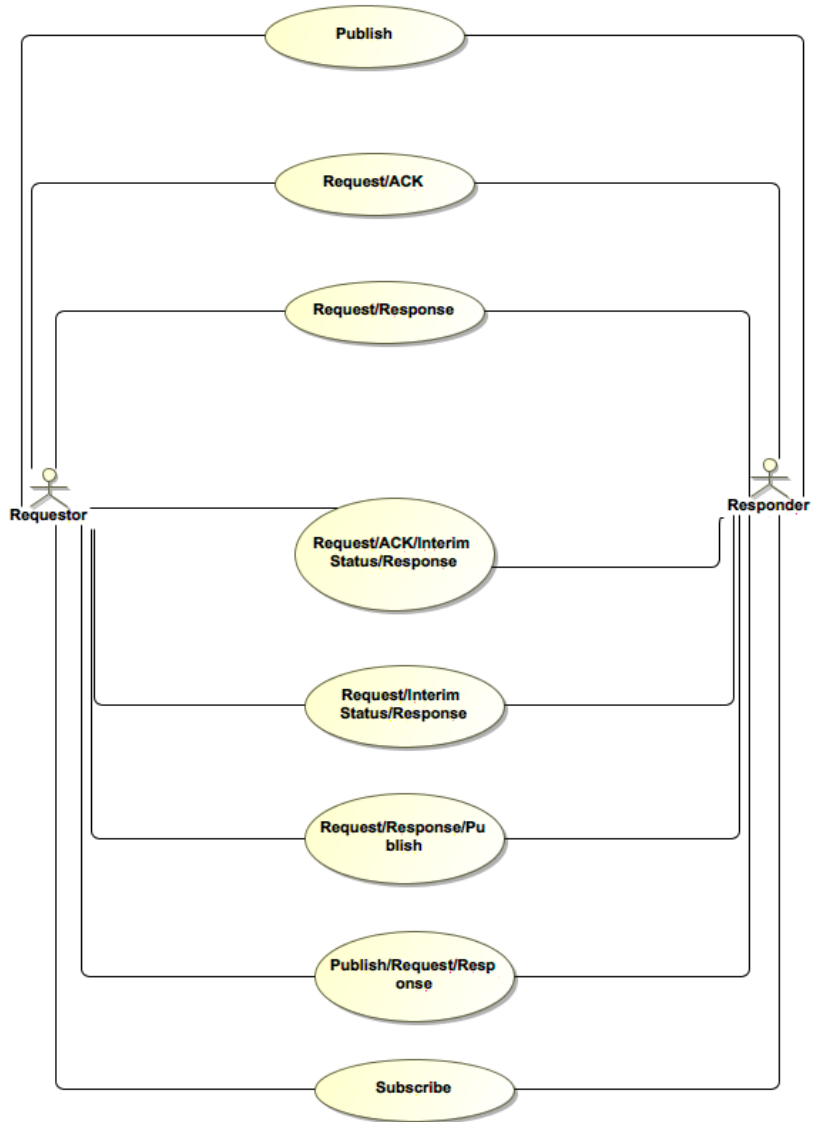 Publish
Request/ACK
Request/Response
Requestor
Responder
Request/ACK/Interim
Status/Response
Request/Interim
Status/Response
Request/Response/Pu
blish
Publish/Request/Resp
onse
Subscribe